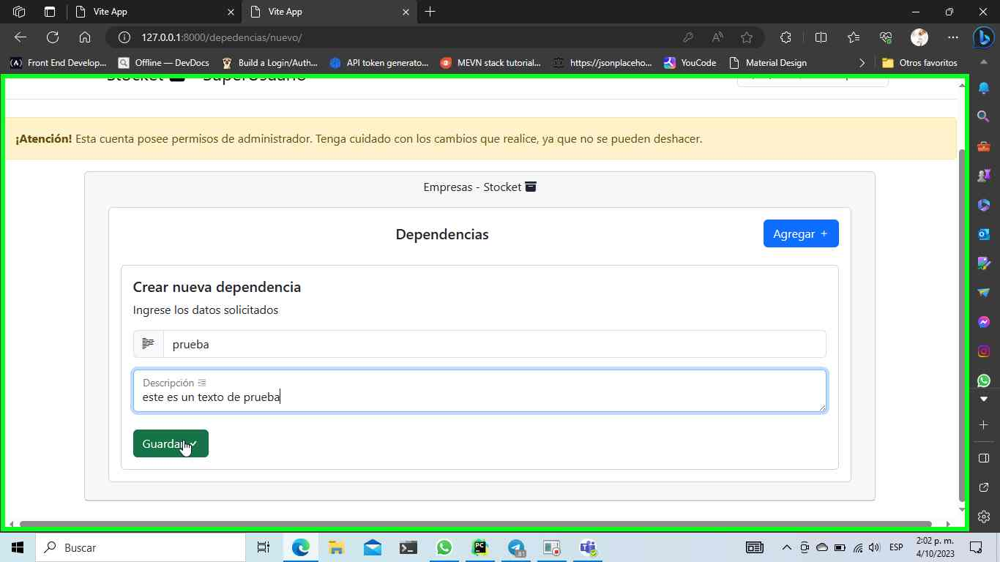 Vite App
Vite App
127.0.0.1:8000/depedencias/nuevo/
Front End Develop...
Offline — DevDocs
Build a Login/Auth...
API token generato...
MEVN stack tutorial...
https://jsonplaceho...
YouCode
Material Design
Otros favoritos
Stocket - SuperUsuario
¡Atención! Esta cuenta posee permisos de administrador. Tenga cuidado con los cambios que realice, ya que no se pueden deshacer.
Empresas - Stocket
Dependencias
Agregar +
Crear nueva dependencia
Ingrese los datos solicitados
prueba
Descripción
este es un texto de prueba
Guardar
Buscar
ESP
2:02 p. m.
4/10/2023